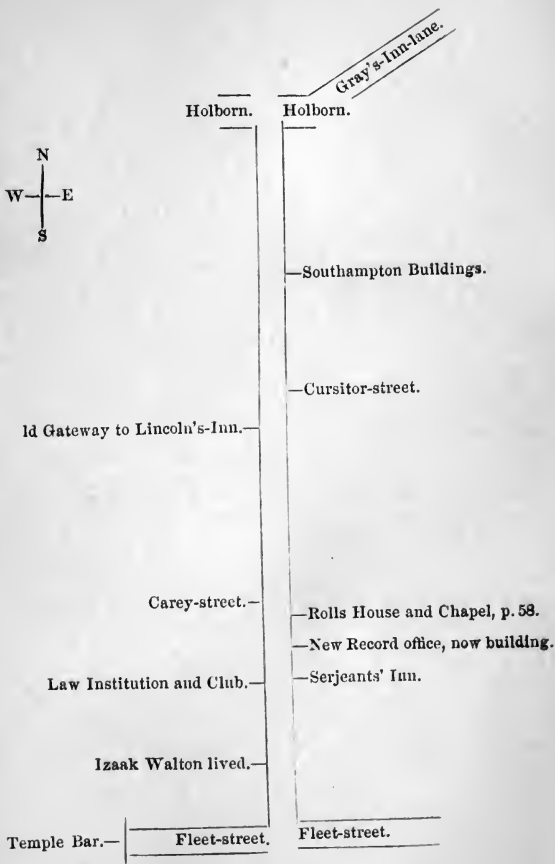 Gray's-Inn-lane.
Holborn. Holborn.
N
W E
S
Southampton Buildings.
Cursitor-street.
ld Gateway to Lincoln's-Inn.
Carey-street.
Rolls House and Chapel, p. 58.
New Record office, now building.
Law Institution and Club.
Serjeants' Inn.
Izaak Walton lived.
Temple Bar. Fleet-street. Fleet-street.